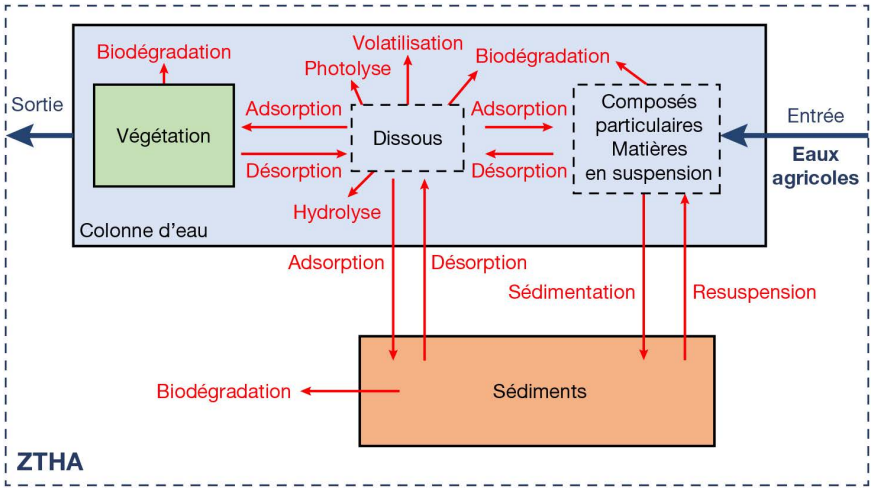 Volatilisation
Biodégradation
Biodégradation
Photolyse
Sortie
Végétation
Adsorption
Désorption
Dissous
Adsorption
Désorption
Composés
particulaires
Matières
en suspension
Entrée
Eaux
agricoles
Hydrolyse
Colonne d'eau
Adsorption
Désorption
Sédimentation
Resuspension
Biodégradation
Sédiments
ZTHA